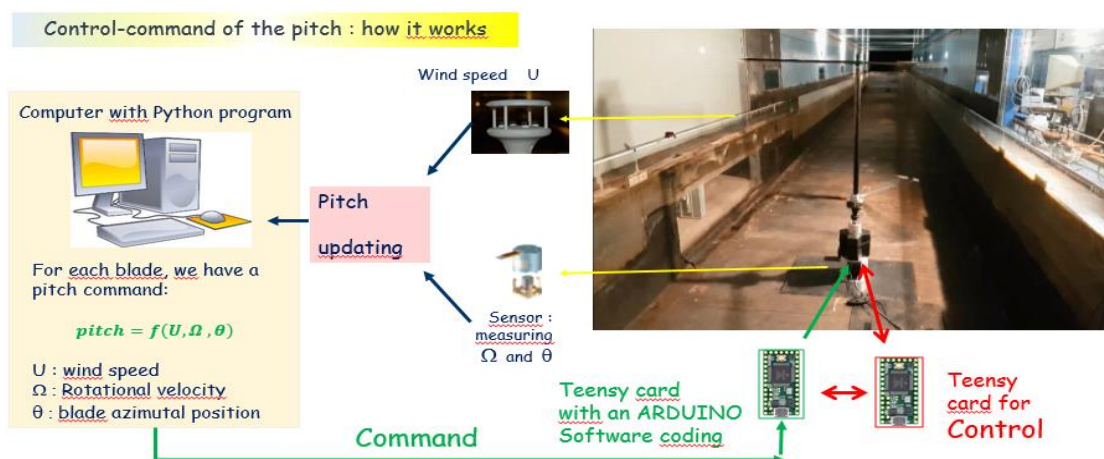 Control-command of the pitch : how it works
Wind speed U
Computer with Python program
Pitch
updating
For each blade, we have a
pitch command:
pitch = f(U, Ω , θ)
U : wind speed
Ω : Rotational velocity
θ : blade azimutal position
Sensor :
measuring
Ω and θ
Teensy card
with an ARDUINO
Software coding
Teensy
card for
Control
Command